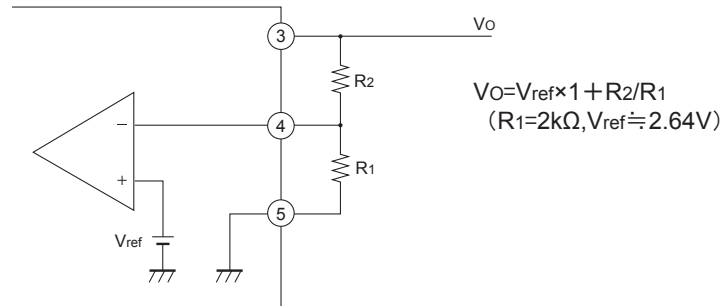 3
VO
R2
VO=Vref×1+R2/R1
(R1=2kΩ,Vref≒2.64V)
−
4
R1
+
5
Vref